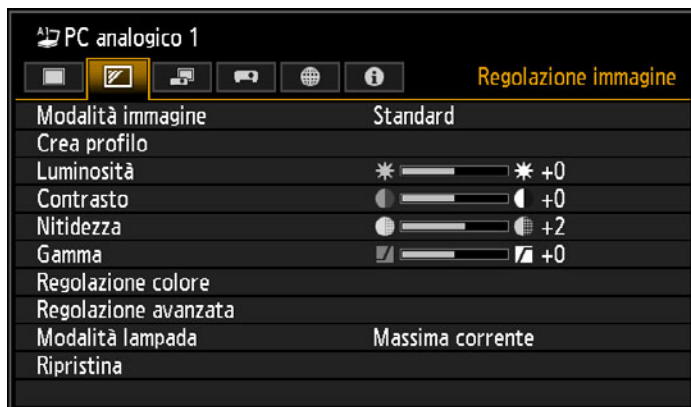 PC analogico 1
Regolazione immagine
Modalità immagine Standard
Crea profilo
Luminosità +0
Contrasto +0
Nitidezza +2
Gamma +0
Regolazione colore
Regolazione avanzata
Modalità lampada Massima corrente
Ripristina